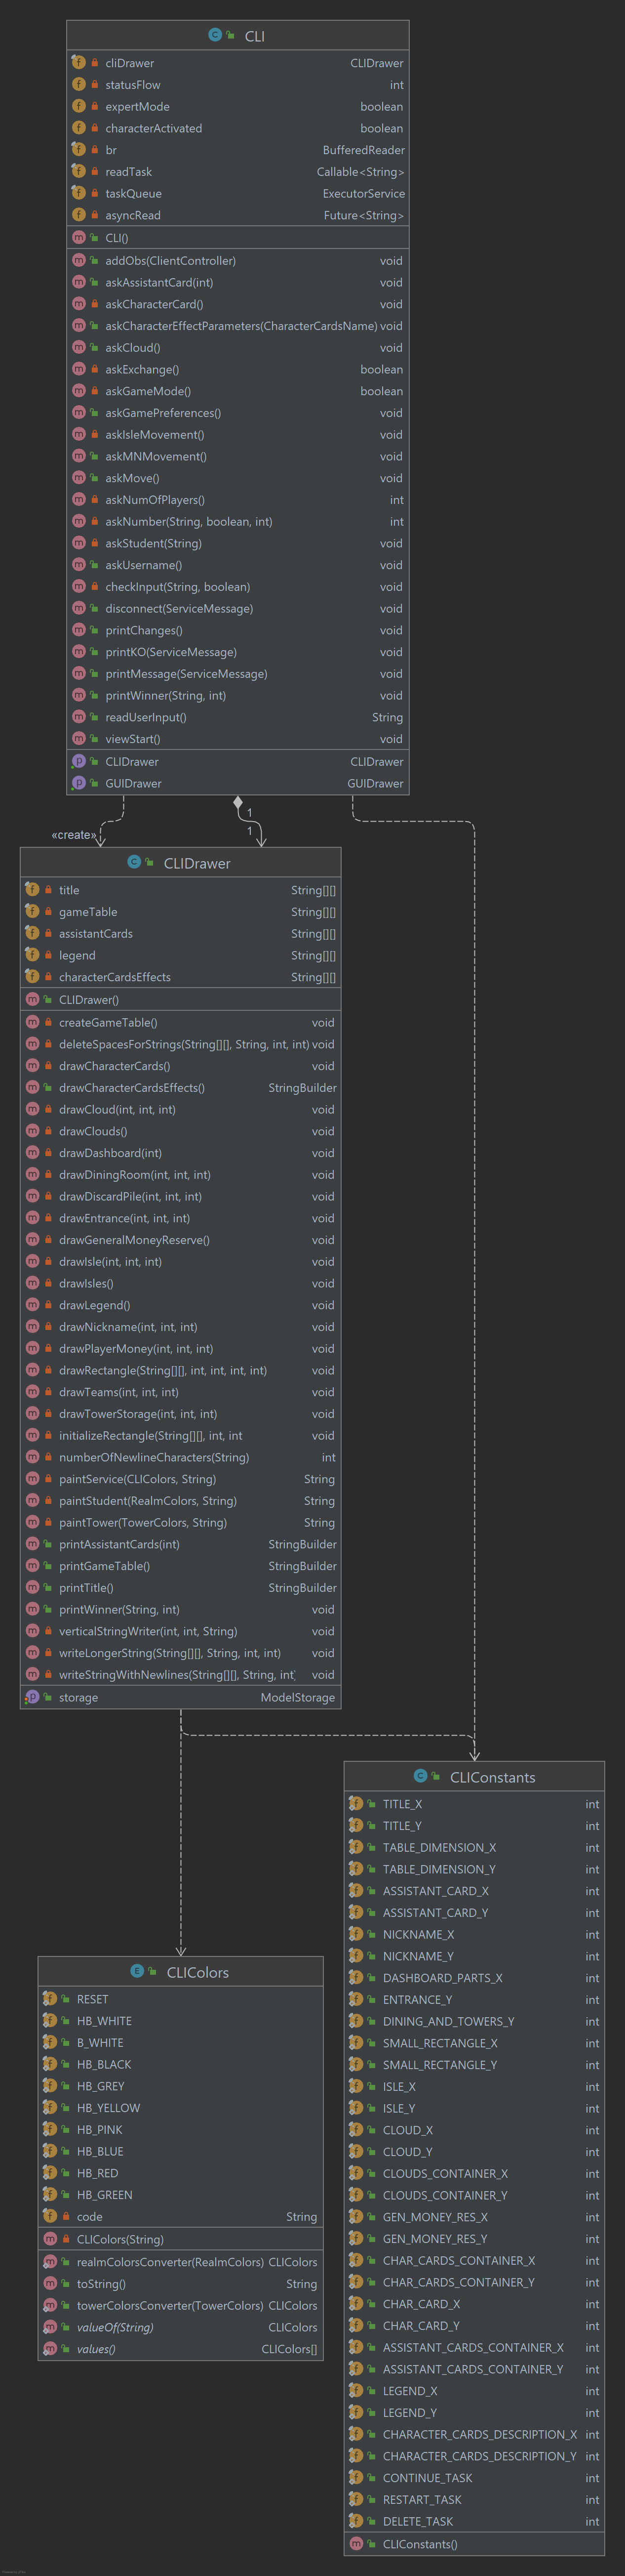 CLI
cliDrawer CLIDrawer
statusFlow int
expertMode boolean
characterActivated boolean
br BufferedReader
readTask Callable<String>
taskQueue ExecutorService
asyncRead Future<String>
CLI()
addObs(ClientController) void
askAssistantCard(int) void
askCharacterCard() void
askCharacterEffectParameters(CharacterCardsName) void
askCloud() void
askExchange() boolean
askGameMode() boolean
askGamePreferences() void
askIsleMovement() void
askMNMovement() void
askMove() void
askNumOfPlayers() int
askNumber(String, boolean, int) int
askStudent(String) void
askUsername() void
checkInput(String, boolean) void
disconnect(ServiceMessage) void
printChanges() void
printKO(ServiceMessage) void
printMessage(ServiceMessage) void
printWinner(String, int) void
readUserInput() String
viewStart() void
CLIDrawer CLIDrawer
GUIDrawer GUIDrawer
1
«create» 1
CLIDrawer
title String[][]
gameTable String[][]
assistantCards String[][]
legend String[][]
characterCardsEffects String[][]
CLIDrawer()
createGameTable() void
deleteSpacesForStrings(String[][], String, int, int) void
drawCharacterCards() void
drawCharacterCardsEffects() StringBuilder
drawCloud(int, int, int) void
drawClouds() void
drawDashboard(int) void
drawDiningRoom(int, int, int) void
drawDiscardPile(int, int, int) void
drawEntrance(int, int, int) void
drawGeneralMoneyReserve() void
drawIsle(int, int, int) void
drawIsles() void
drawLegend() void
drawNickname(int, int, int) void
drawPlayerMoney(int, int, int) void
drawRectangle(String[][], int, int, int, int) void
drawTeams(int, int, int) void
drawTowerStorage(int, int, int) void
initializeRectangle(String[][], int, int void
numberOfNewlineCharacters(String) int
paintService(CLIColors, String) String
paintStudent(RealmColors, String) String
paintTower(TowerColors, String) String
printAssistantCards(int) StringBuilder
printGameTable() StringBuilder
printTitle() StringBuilder
printWinner(String, int) void
verticalStringWriter(int, int, String) void
writeLongerString(String[][], String, int, int) void
writeStringWithNewlines(String[][], String, int) void
storage ModelStorage
CLIConstants
TITLE_X int
TITLE_Y int
TABLE_DIMENSION_X int
TABLE_DIMENSION_Y int
ASSISTANT_CARD_X int
ASSISTANT_CARD_Y int
NICKNAME_X int
NICKNAME_Y int
DASHBOARD_PARTS_X int
ENTRANCE_Y int
DINING_AND_TOWERS_Y int
SMALL_RECTANGLE_X int
SMALL_RECTANGLE_Y int
ISLE_X int
ISLE_Y int
CLOUD_X int
CLOUD_Y int
CLOUDS_CONTAINER_X int
CLOUDS_CONTAINER_Y int
GEN_MONEY_RES_X int
GEN_MONEY_RES_Y int
CHAR_CARDS_CONTAINER_X int
CHAR_CARDS_CONTAINER_Y int
CHAR_CARD_X int
CHAR_CARD_Y int
ASSISTANT_CARDS_CONTAINER_X int
ASSISTANT_CARDS_CONTAINER_Y int
LEGEND_X int
LEGEND_Y int
CHARACTER_CARDS_DESCRIPTION_X int
CHARACTER_CARDS_DESCRIPTION_Y int
CONTINUE_TASK int
RESTART_TASK int
DELETE_TASK int
CLIConstants()
CLIColors
RESET
HB_WHITE
B_WHITE
HB_BLACK
HB_GREY
HB_YELLOW
HB_PINK
HB_BLUE
HB_RED
HB_GREEN
code String
CLIColors(String)
realmColorsConverter(RealmColors) CLIColors
toString() String
towerColorsConverter(TowerColors) CLIColors
valueOf(String) CLIColors
values() CLIColors[]